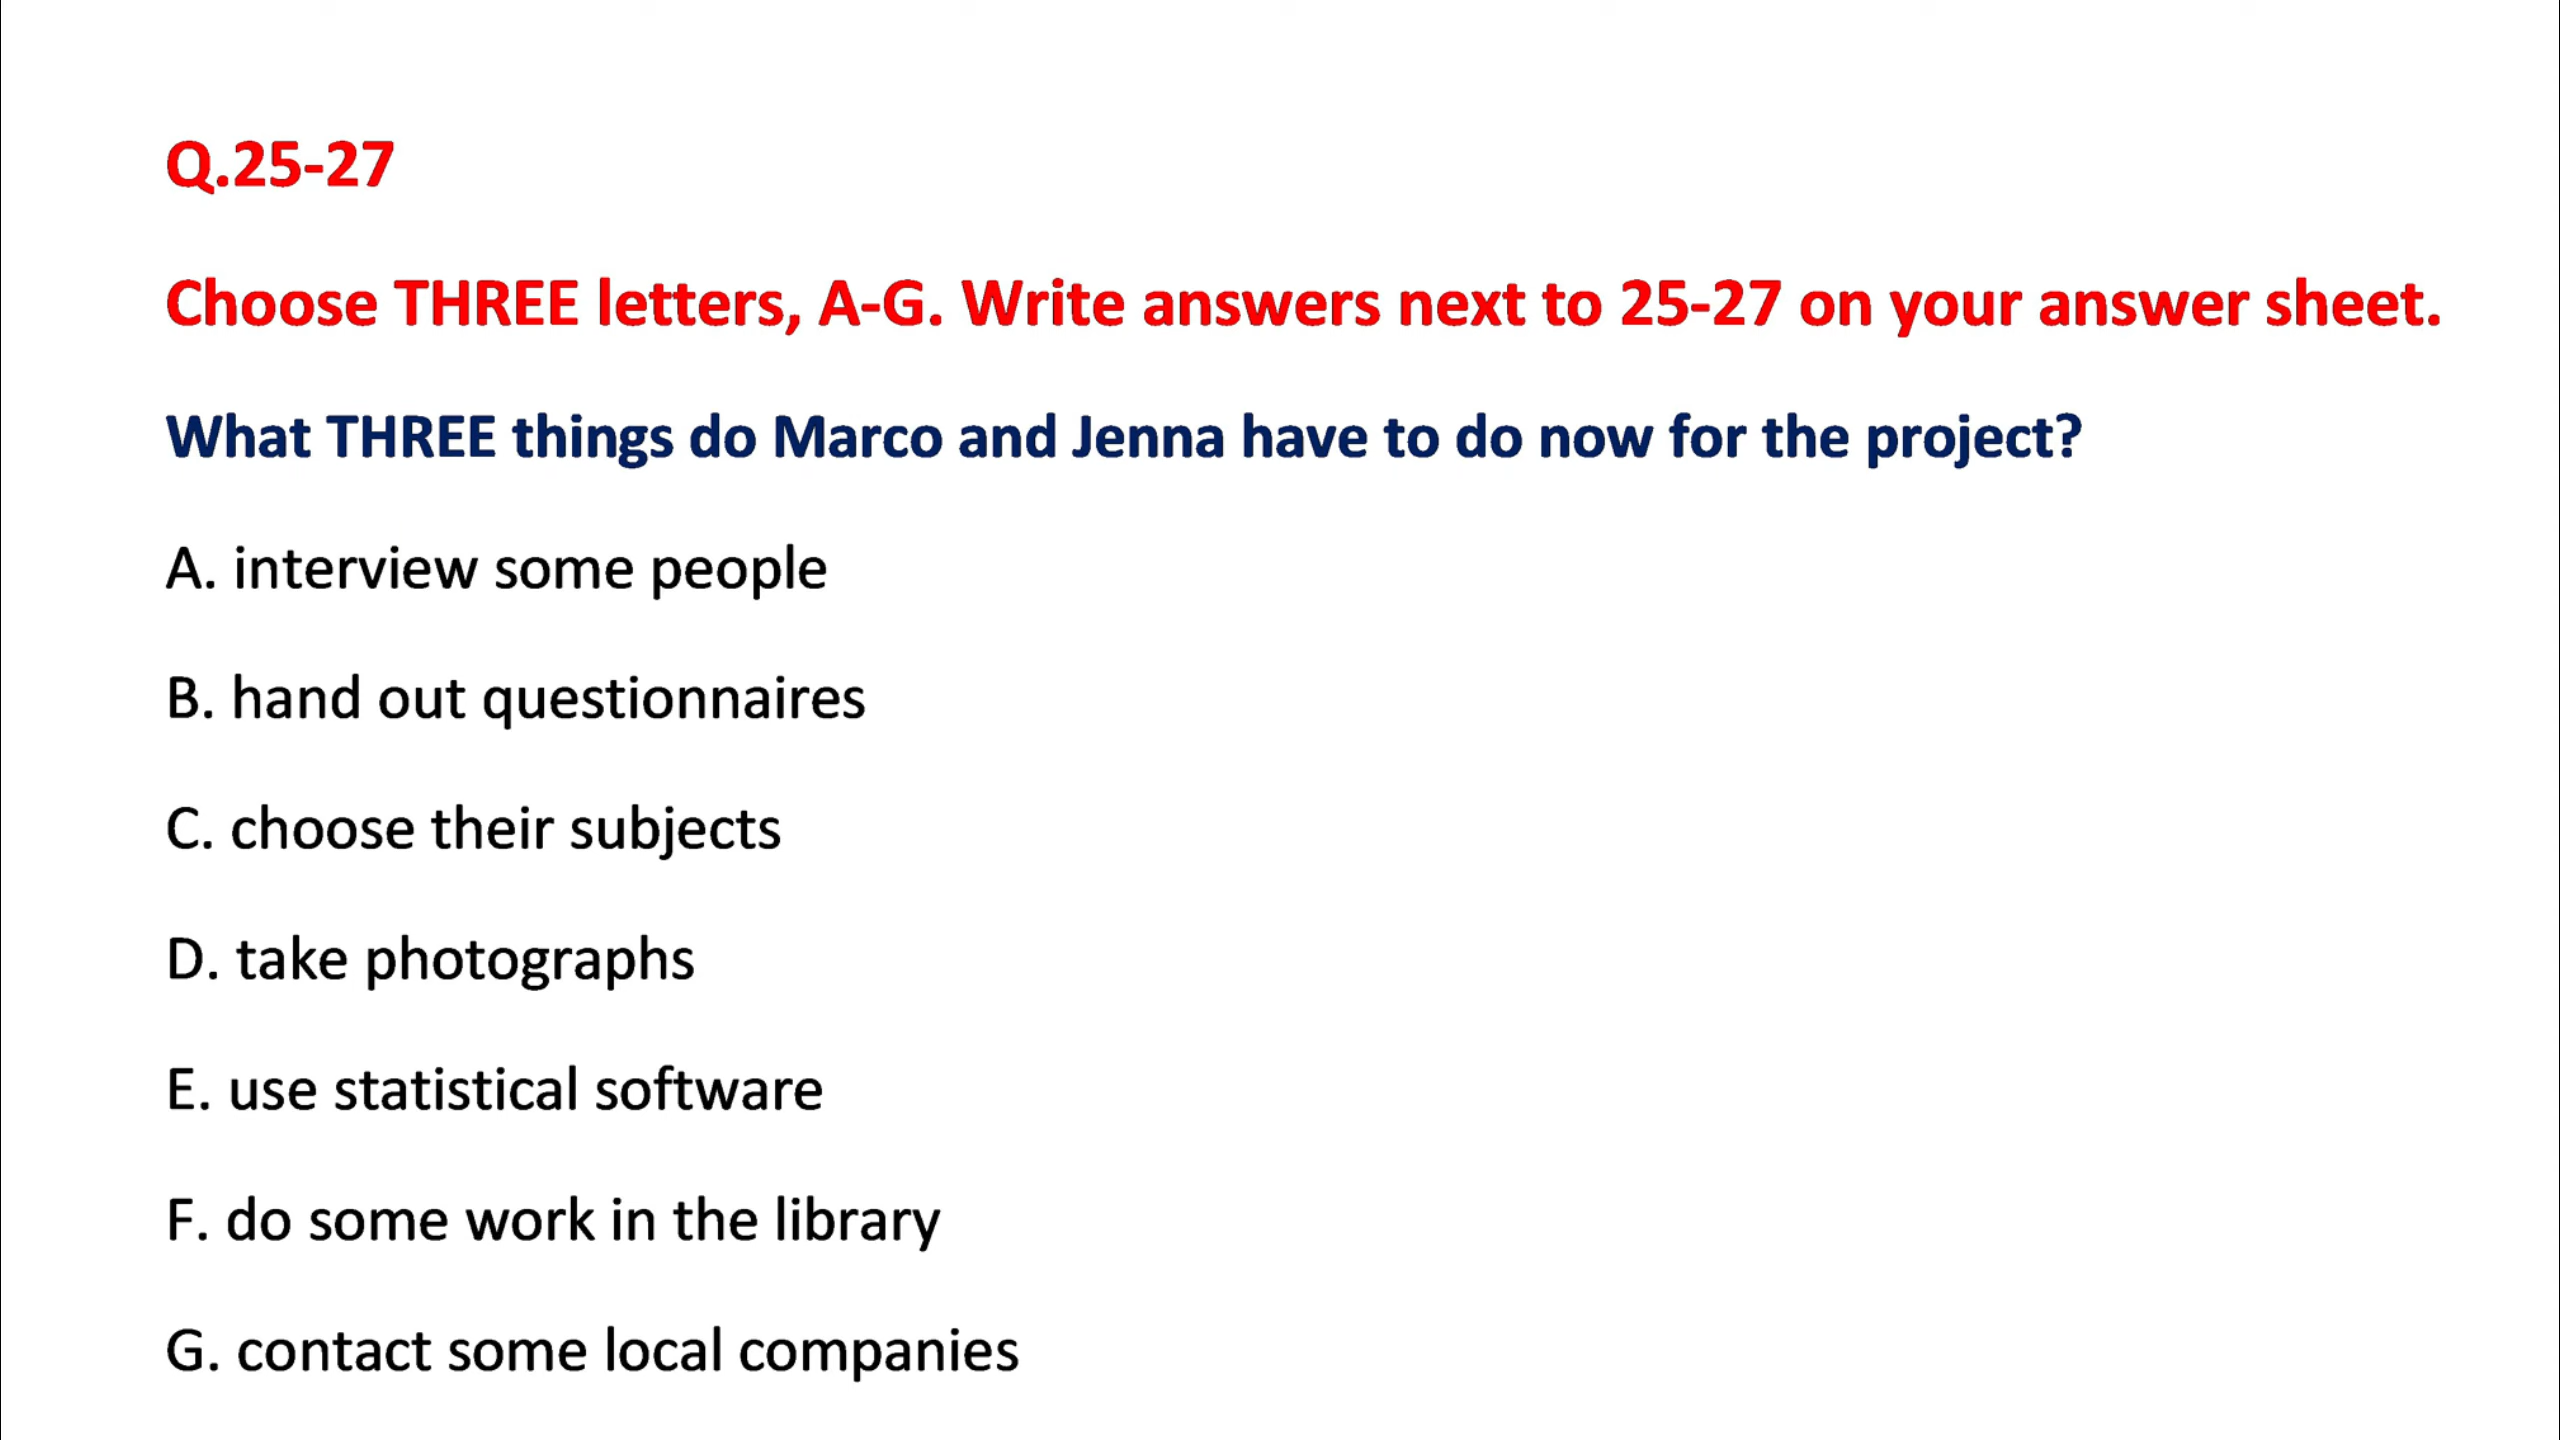 Q.25-27
Choose THREE letters, A-G. Write answers next to 25-27 on your answer sheet.
What THREE things do Marco and Jenna have to do now for the project?
A. interview some people
B. hand out questionnaires
C. choose their subjects
D. take photographs
E. use statistical software
F. do some work in the library
G. contact some local companies